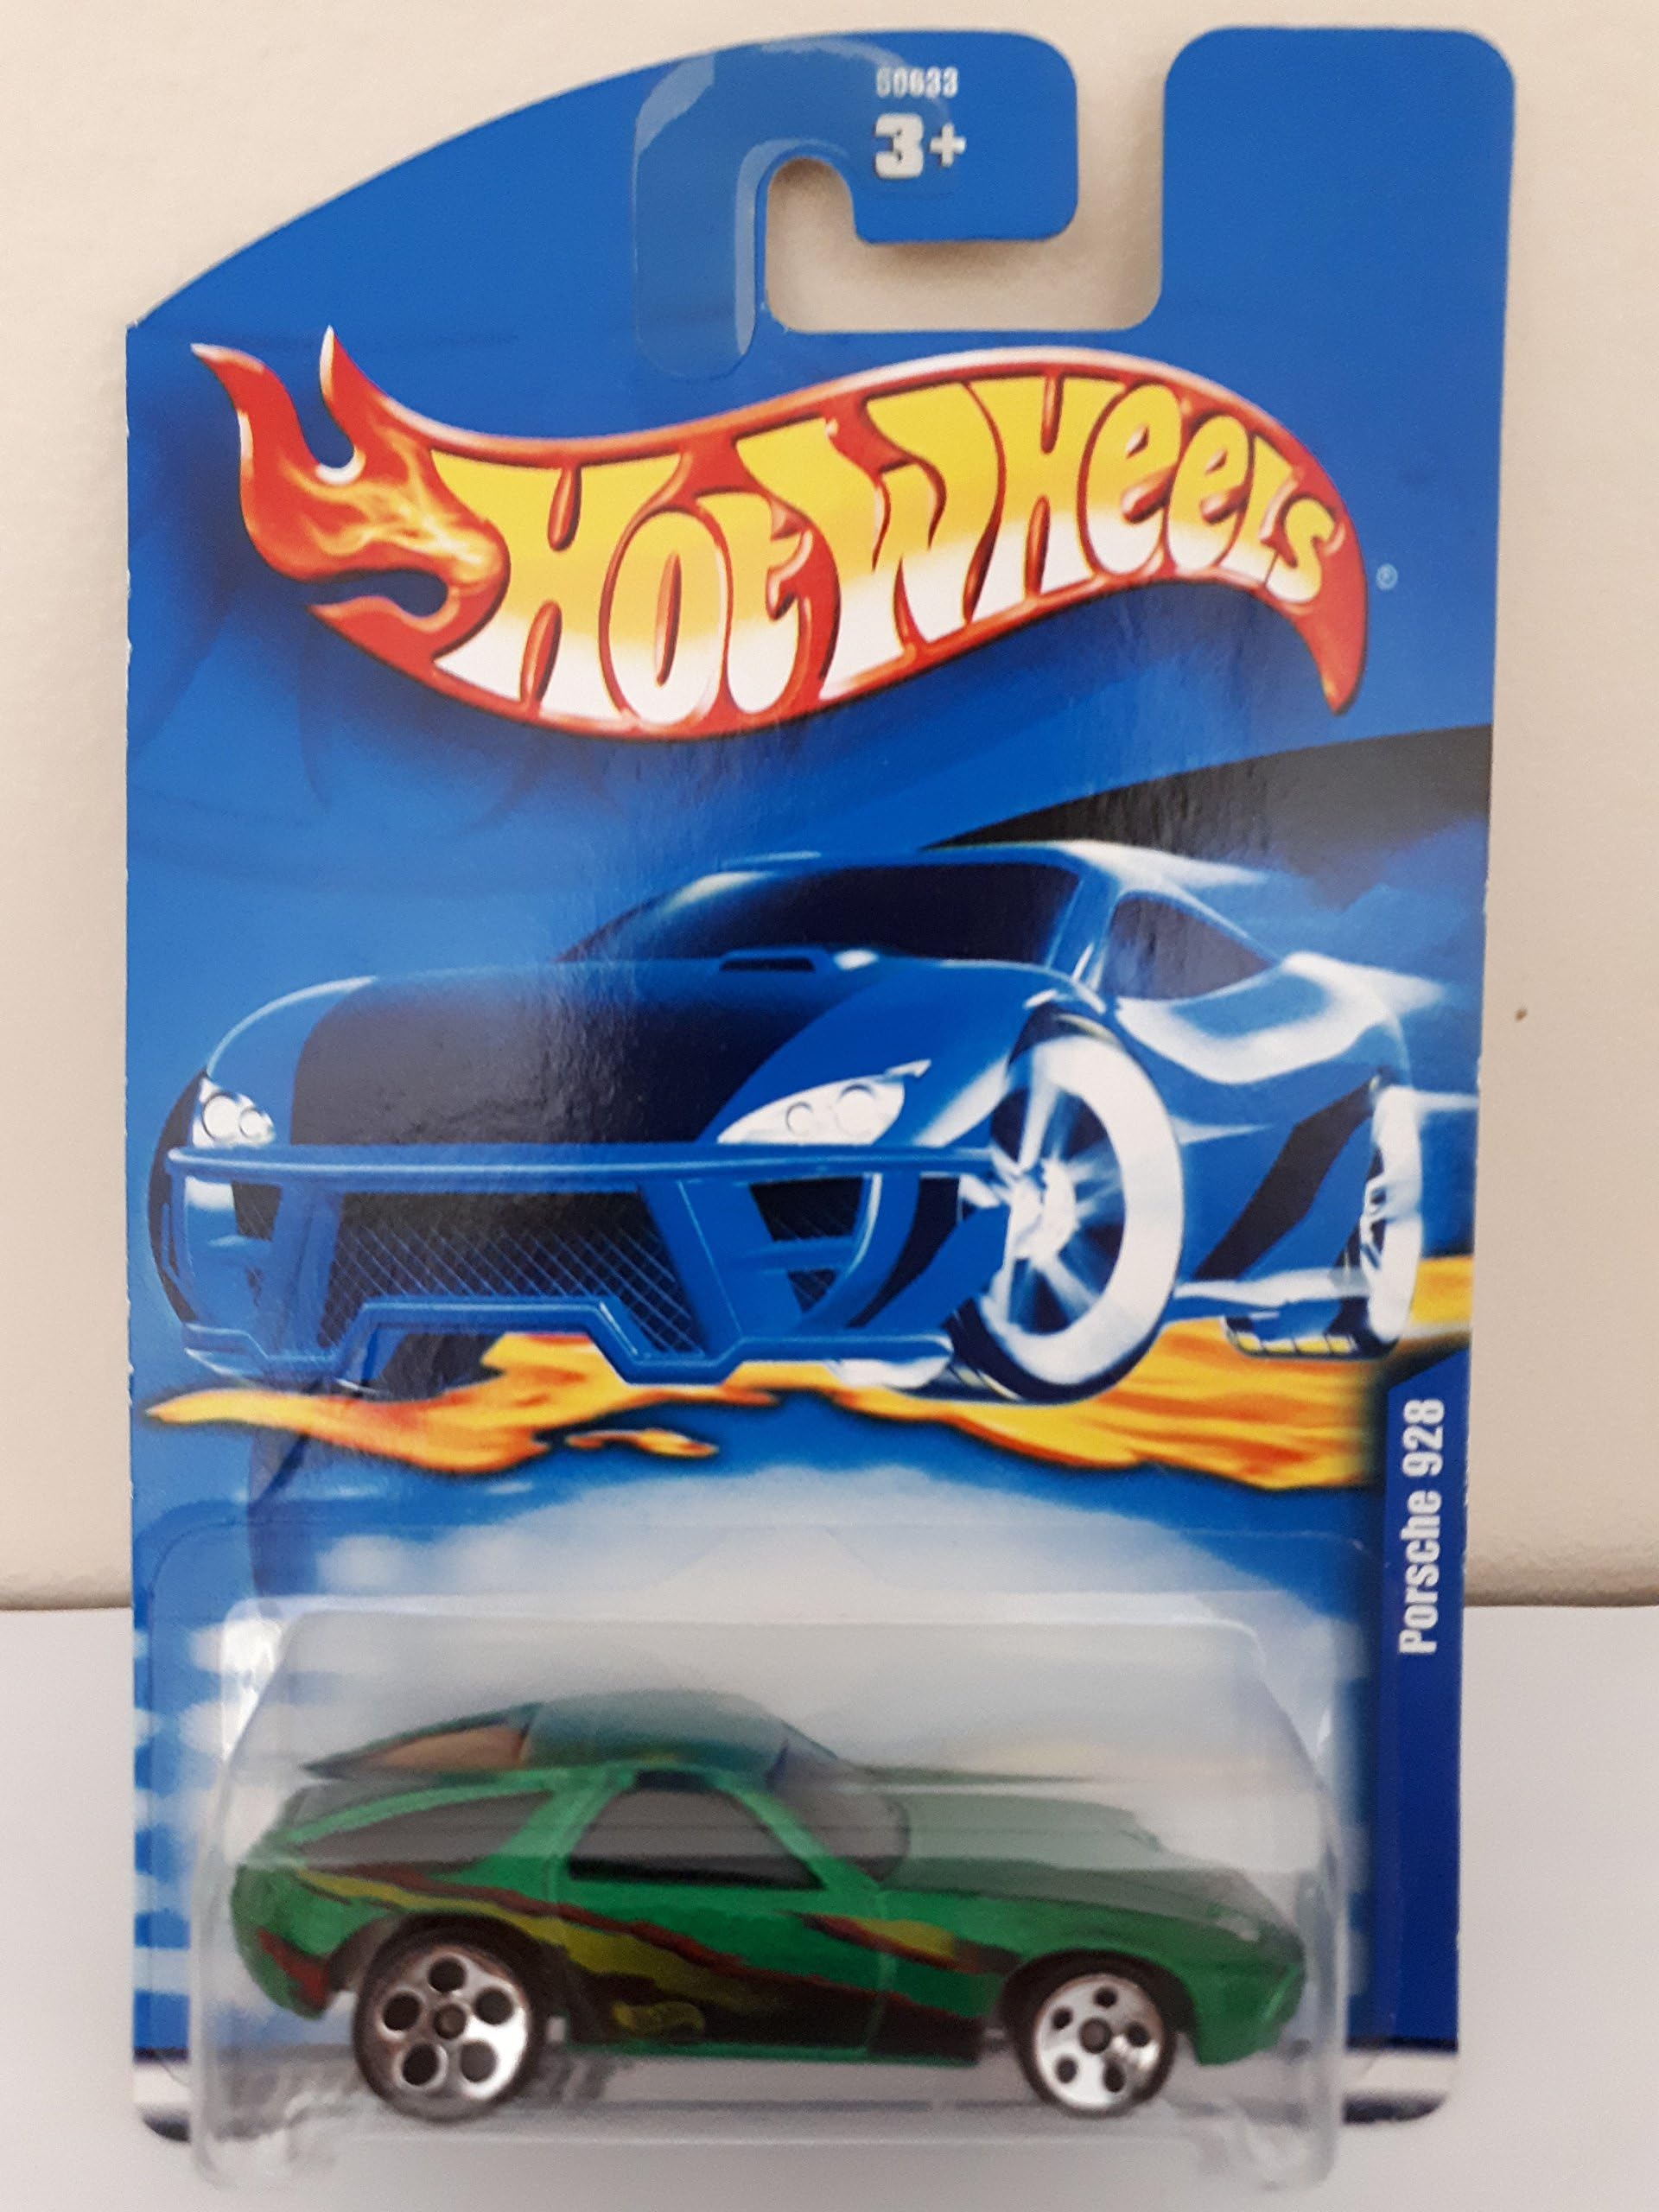 50633
3+
Hot Wheels
®
Porsche 928